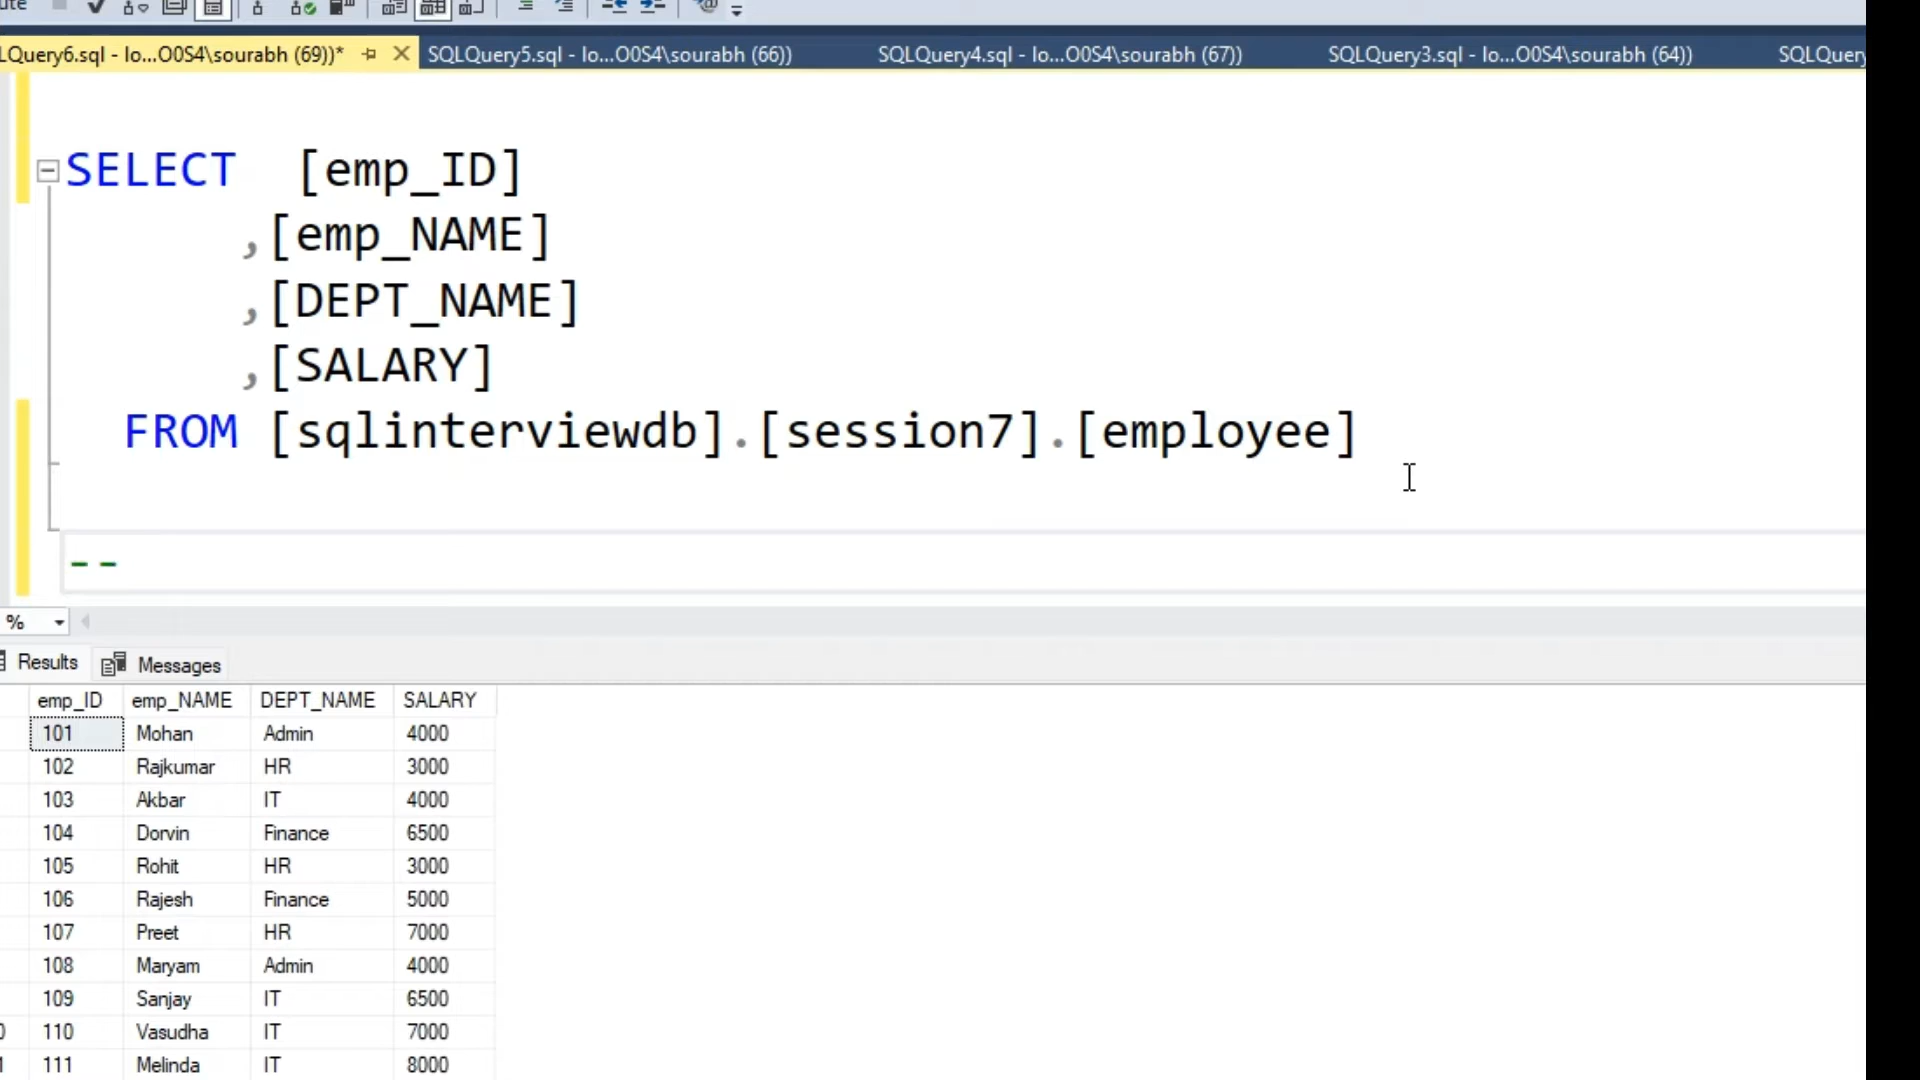 ute
LQuery6.sql - lo...O0S4\sourabh (69))* SQLQuery5.sql - lo...O0S4\sourabh (66)) SQLQuery4.sql - lo...O0S4\sourabh (67)) SQLQuery3.sql - lo...O0S4\sourabh (64)) SQLQuery
SELECT [emp_ID]
,[emp_NAME]
,[DEPT_NAME]
,[SALARY]
FROM [sqlinterviewdb].[session7].[employee]
--
%
Results Messages
emp_ID emp_NAME DEPT_NAME SALARY
101 Mohan Admin 4000
102 Rajkumar HR 3000
103 Akbar IT 4000
104 Dorvin Finance 6500
105 Rohit HR 3000
106 Rajesh Finance 5000
107 Preet HR 7000
108 Maryam Admin 4000
109 Sanjay IT 6500
0 110 Vasudha IT 7000
1 111 Melinda IT 8000